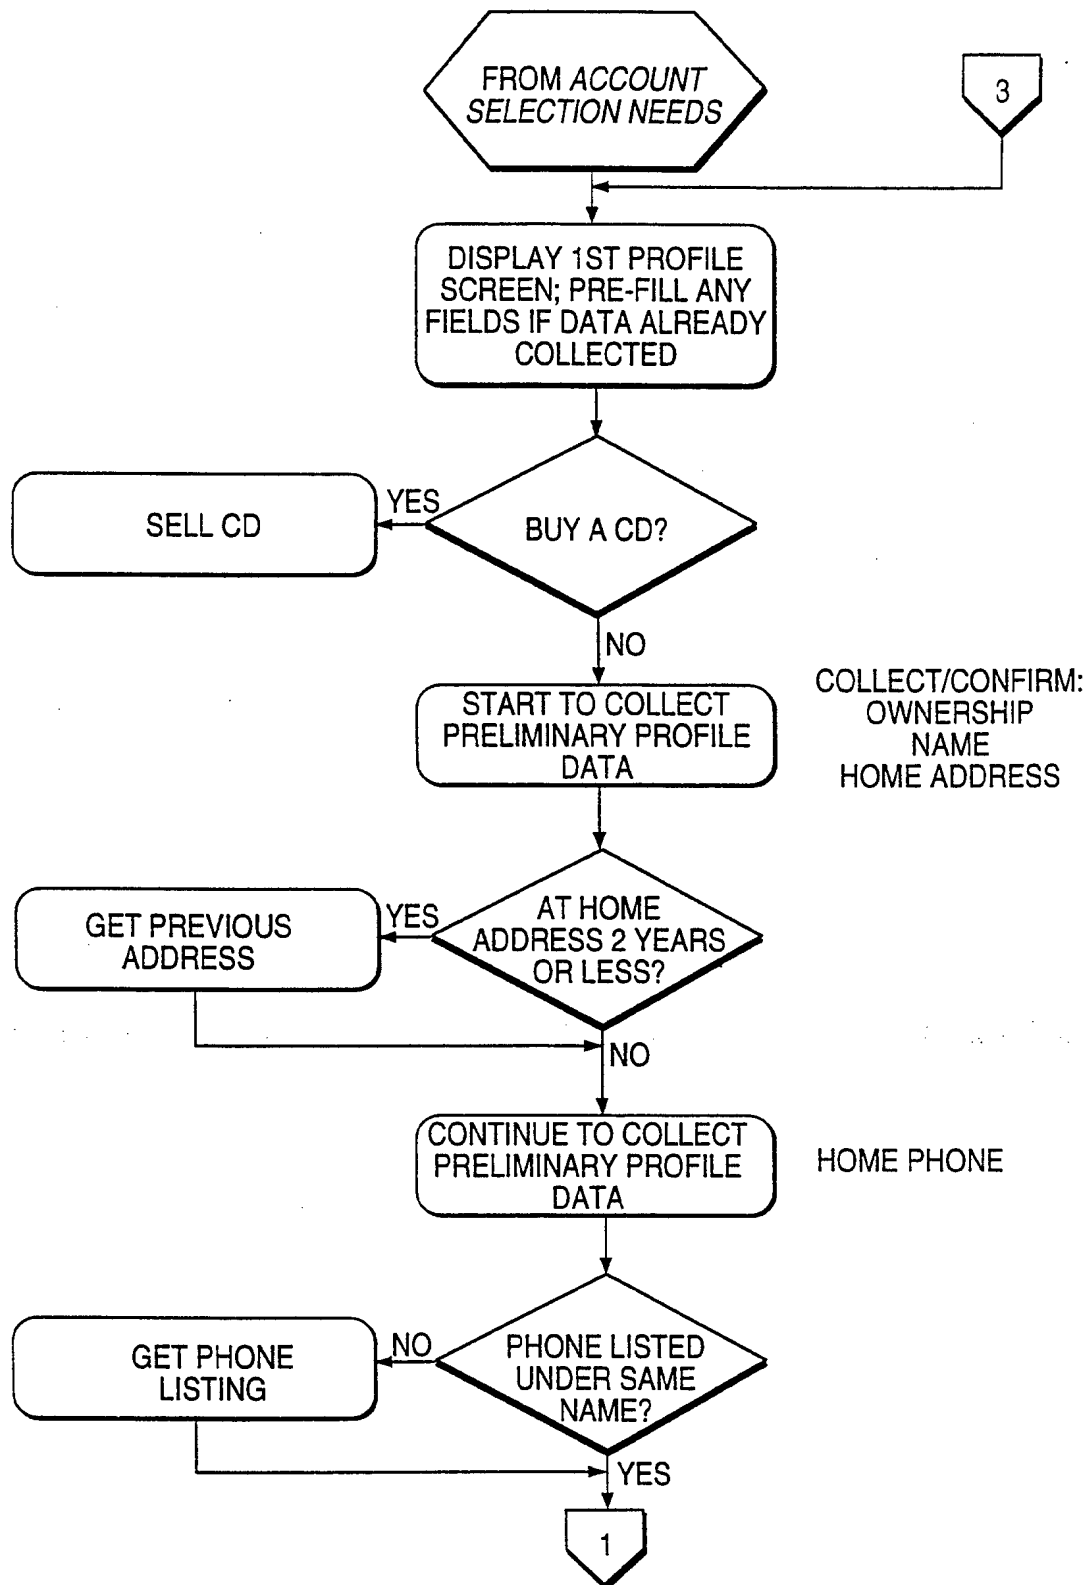 FROM ACCOUNT
SELECTION NEEDS
3
DISPLAY 1ST PROFILE
SCREEN; PRE-FILL ANY
FIELDS IF DATA ALREADY
COLLECTED
BUY A CD?
YES
SELL CD
NO
START TO COLLECT
PRELIMINARY PROFILE
DATA
COLLECT/CONFIRM:
OWNERSHIP
NAME
HOME ADDRESS
AT HOME
ADDRESS 2 YEARS
OR LESS?
YES
GET PREVIOUS
ADDRESS
NO
CONTINUE TO COLLECT
PRELIMINARY PROFILE
DATA
HOME PHONE
PHONE LISTED
UNDER SAME
NAME?
NO
GET PHONE
LISTING
YES
1